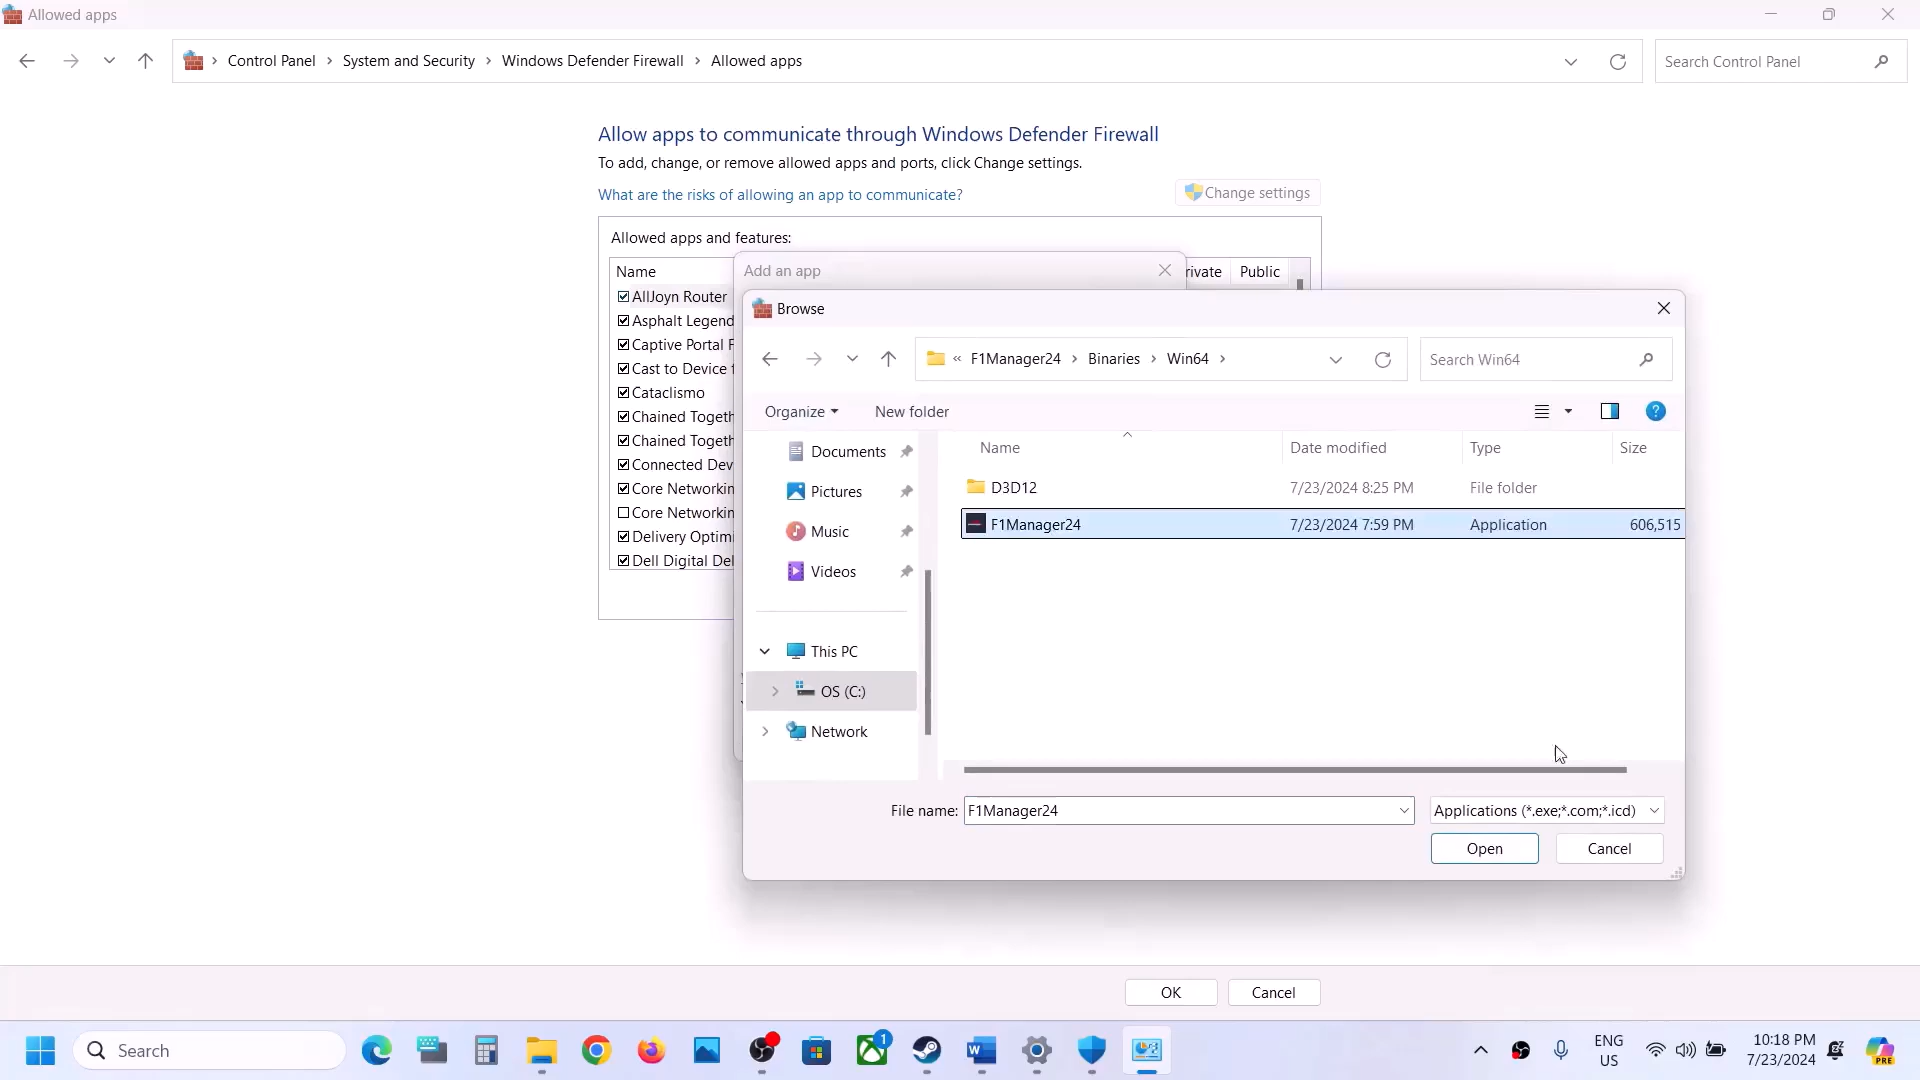 Allowed apps
Control Panel > System and Security > Windows Defender Firewall > Allowed apps
Search Control Panel
Allow apps to communicate through Windows Defender Firewall
To add, change, or remove allowed apps and ports, click Change settings.
What are the risks of allowing an app to communicate?
Change settings
Allowed apps and features:
Name
rivate
Public
AllJoyn Router
Asphalt Legend
Captive Portal F
Cast to Device f
Cataclismo
Chained Togeth
Chained Togeth
Connected Dev
Core Networkin
Core Networkin
Delivery Optimi
Dell Digital Del
Add an app
Browse
« F1Manager24 > Binaries > Win64 >
Search Win64
Organize
New folder
Documents
Pictures
Music
Videos
This PC
OS (C:)
Network
Name
Date modified
Type
Size
D3D12
7/23/2024 8:25 PM
File folder
F1Manager24
7/23/2024 7:59 PM
Application
606,515
File name:
F1Manager24
Applications (*.exe;*.com;*.icd)
Open
Cancel
OK
Cancel
Search
1
ENG
US
10:18 PM
7/23/2024
PRE